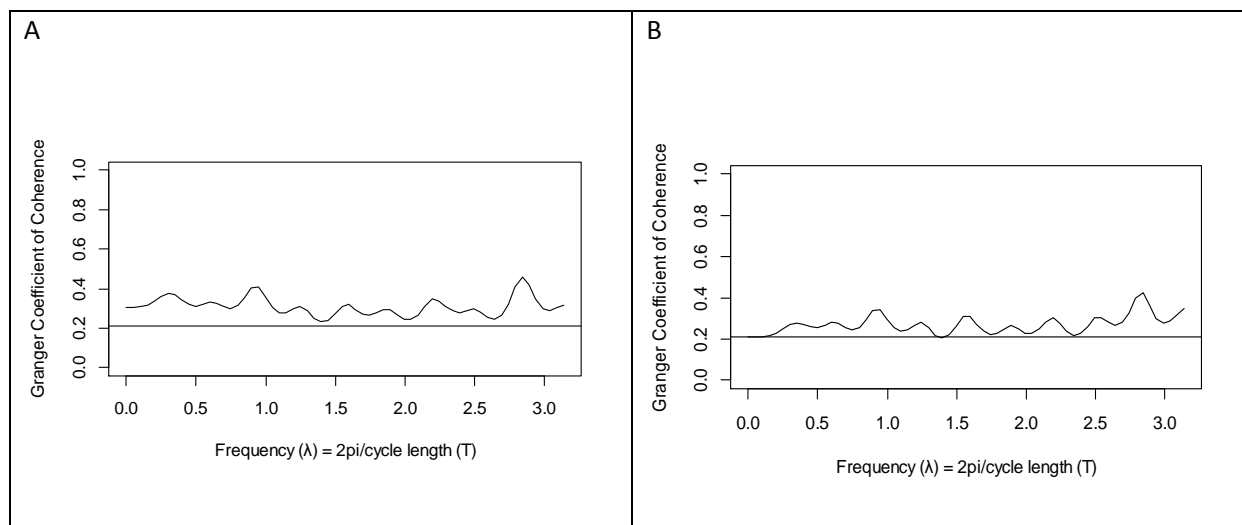 A
Granger Coefficient of Coherence
1.0
0.8
0.6
0.4
0.2
0.0
0.0 0.5 1.0 1.5 2.0 2.5 3.0
Frequency (λ) = 2pi/cycle length (T)
B
Granger Coefficient of Coherence
1.0
0.8
0.6
0.4
0.2
0.0
0.0 0.5 1.0 1.5 2.0 2.5 3.0
Frequency (λ) = 2pi/cycle length (T)